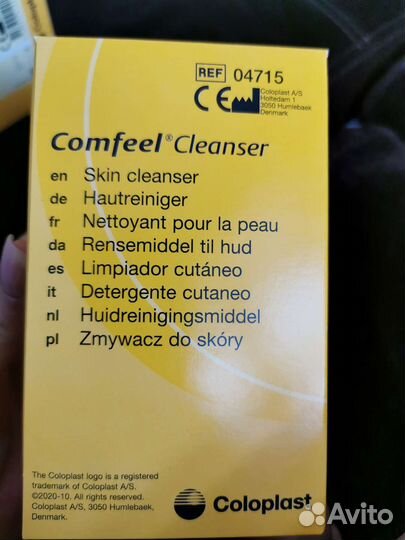 REF 04715
CE
Coloplast A/S
Holtedam 1
3050 Humlebaek
Denmark
Comfeel® Cleanser
en Skin cleanser
de Hautreiniger
fr Nettoyant pour la peau
da Rensemiddel til hud
es Limpiador cutáneo
it Detergente cutaneo
nl Huidreinigingsmiddel
pl Zmywacz do skóry
The Coloplast logo is a registered
trademark of Coloplast A/S.
©2020-10. All rights reserved.
Coloplast A/S, 3050 Humlebaek,
Denmark.
Coloplast
Avito